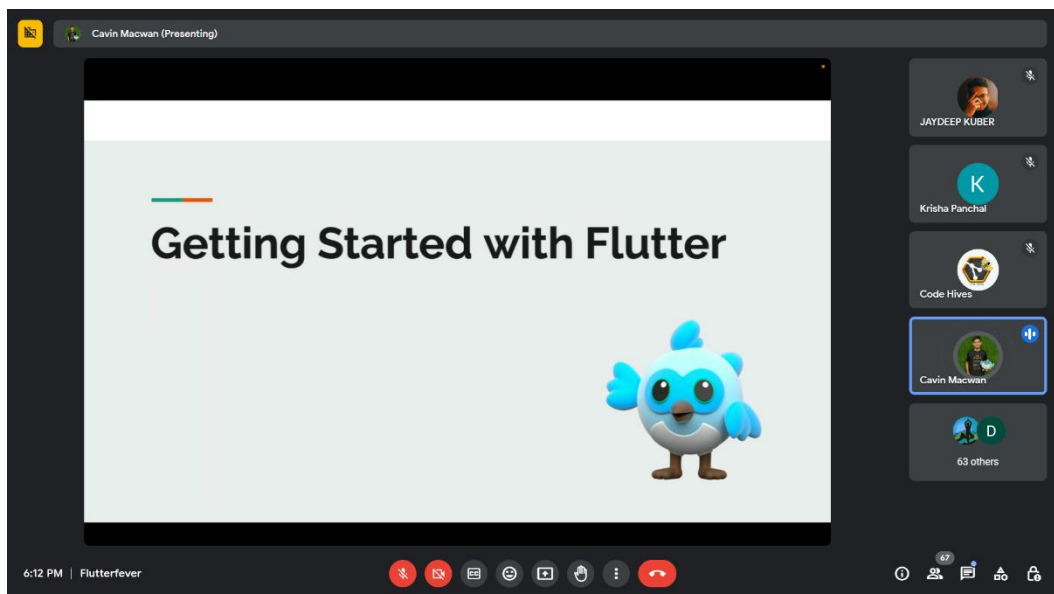 Cavin Macwan (Presenting)
Getting Started with Flutter
JAYDEEP KUBER
K
Krisha Panchal
Code Hives
Cavin Macwan
D
63 others
6:12 PM | Flutterfever
CC
67